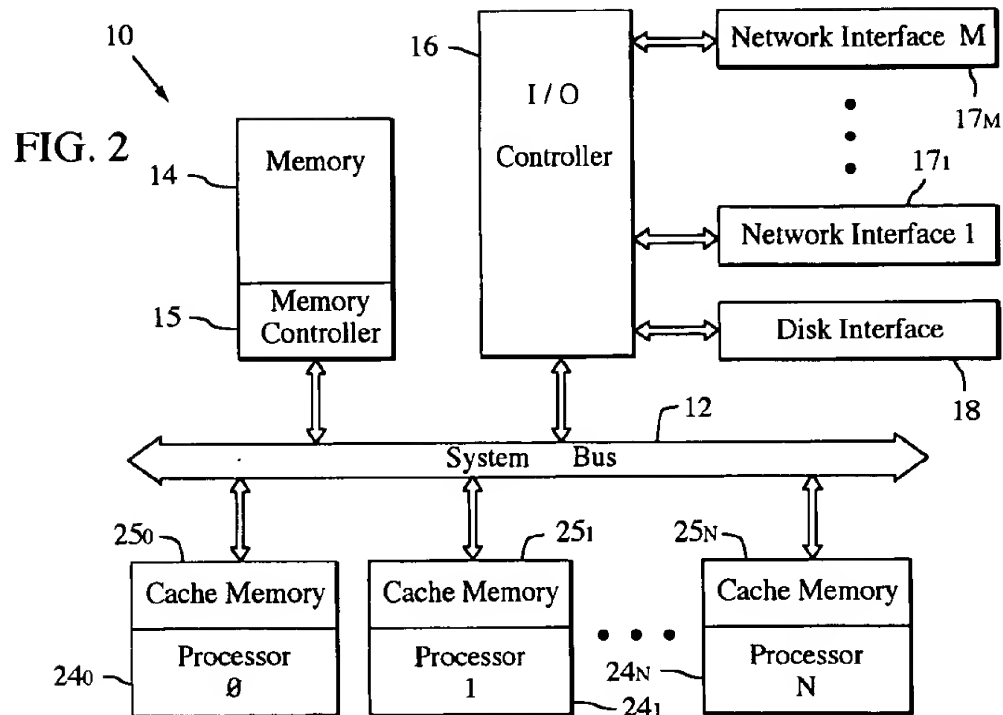 10
FIG. 2
14
Memory
15
Memory
Controller
16
I / O
Controller
Network Interface M
17M
171
Network Interface 1
Disk Interface
18
12
System Bus
250
Cache Memory
Processor
0
240
251
Cache Memory
Processor
1
241
25N
Cache Memory
Processor
N
24N